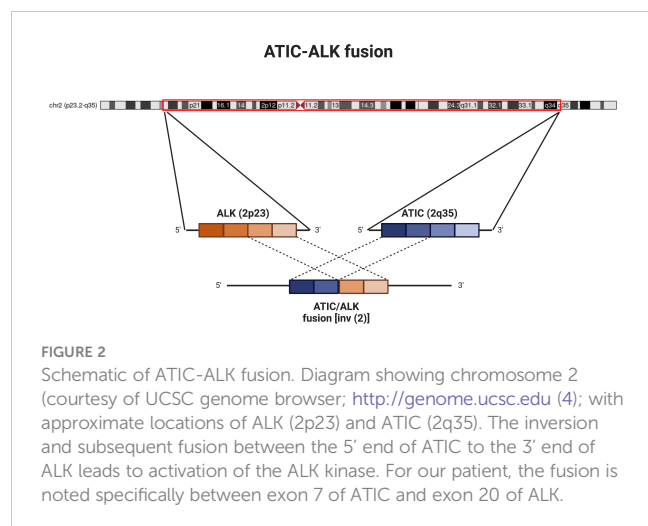 ATIC-ALK fusion
chr2 (p23.2-q35) p21 16.1 14 2p12 p11.2 11.2 13 14.3 24.3 q31.1 32.1 33.1 q34 q35
ALK (2p23) ATIC (2q35)
5’ 3’ 5’ 3’
5’ 3’
ATIC/ALK
fusion [inv (2)]
FIGURE 2
Schematic of ATIC-ALK fusion. Diagram showing chromosome 2
(courtesy of UCSC genome browser; http://genome.ucsc.edu (4); with
approximate locations of ALK (2p23) and ATIC (2q35). The inversion
and subsequent fusion between the 5’ end of ATIC to the 3’ end of
ALK leads to activation of the ALK kinase. For our patient, the fusion is
noted specifically between exon 7 of ATIC and exon 20 of ALK.